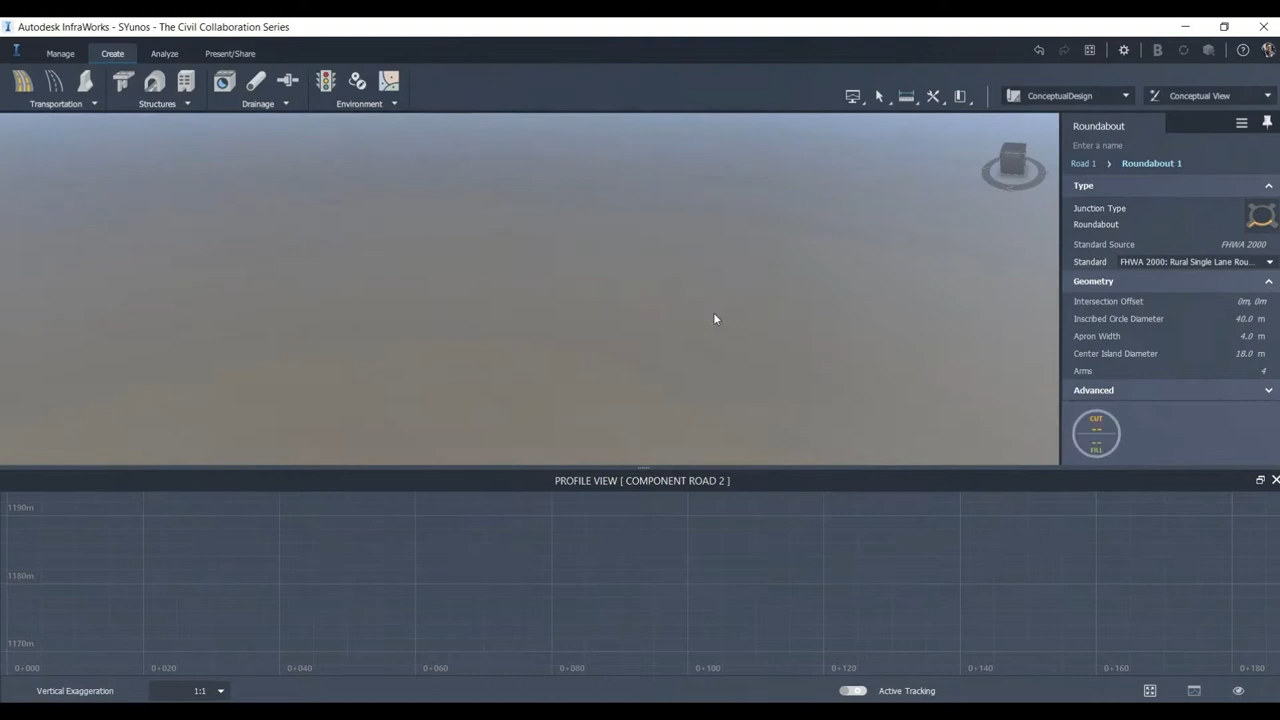 Autodesk InfraWorks - SYunos - The Civil Collaboration Series
Manage Create Analyze Present/Share
Transportation Structures Drainage Environment
ConceptualDesign Conceptual View
Roundabout
Enter a name
Road 1 Roundabout 1
Type
Junction Type
Roundabout
Standard Source FHWA 2000
Standard FHWA 2000: Rural Single Lane Rou...
Geometry
Intersection Offset 0m, 0m
Inscribed Circle Diameter 40.0 m
Apron Width 4.0 m
Center Island Diameter 18.0 m
Arms 4
Advanced
CUT
--
--
FILL
PROFILE VIEW [ COMPONENT ROAD 2 ]
1190m
1180m
1170m
0+000 0+020 0+040 0+060 0+080 0+100 0+120 0+140 0+160 0+180
Vertical Exaggeration 1:1 Active Tracking